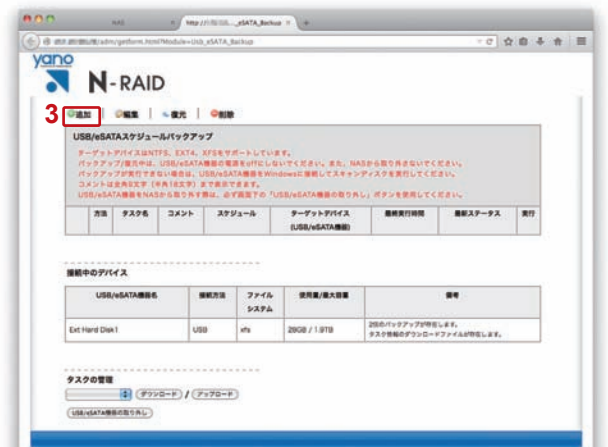 NAS
http://
_eSATA_Backup
/adm/getform.html?Module=Usb_eSATA_Backup
yano
N-RAID
3
追加 | 編集 | 復元 | 削除
USB/eSATAスケジュールバックアップ
ターゲットデバイスはNTFS、EXT4、XFSをサポートしています。
バックアップ/復元中は、USB/eSATA機器の電源をoffにしないでください。また、NASから取り外さないでください。
バックアップが実行できない場合は、USB/eSATA機器をWindowsに接続してスキャンディスクを実行してください。
コメントは全角8文字（半角16文字）まで表示できます。
USB/eSATA機器をNASから取り外す際は、必ず画面下の「USB/eSATA機器の取り外し」ボタンを使用してください。
方法 タスク名 コメント スケジュール ターゲットデバイス 最終実行時間 最新ステータス 実行
(USB/eSATA機器)
接続中のデバイス
USB/eSATA機器名 接続方法 ファイル 使用量/最大容量 備考
システム
Ext Hard Disk1 USB xfs 28GB / 1.9TB
2回のバックアップが存在します。
タスク情報のダウンロードファイルが存在します。
タスクの管理
ダウンロード / アップロード
USB/eSATA機器の取り外し